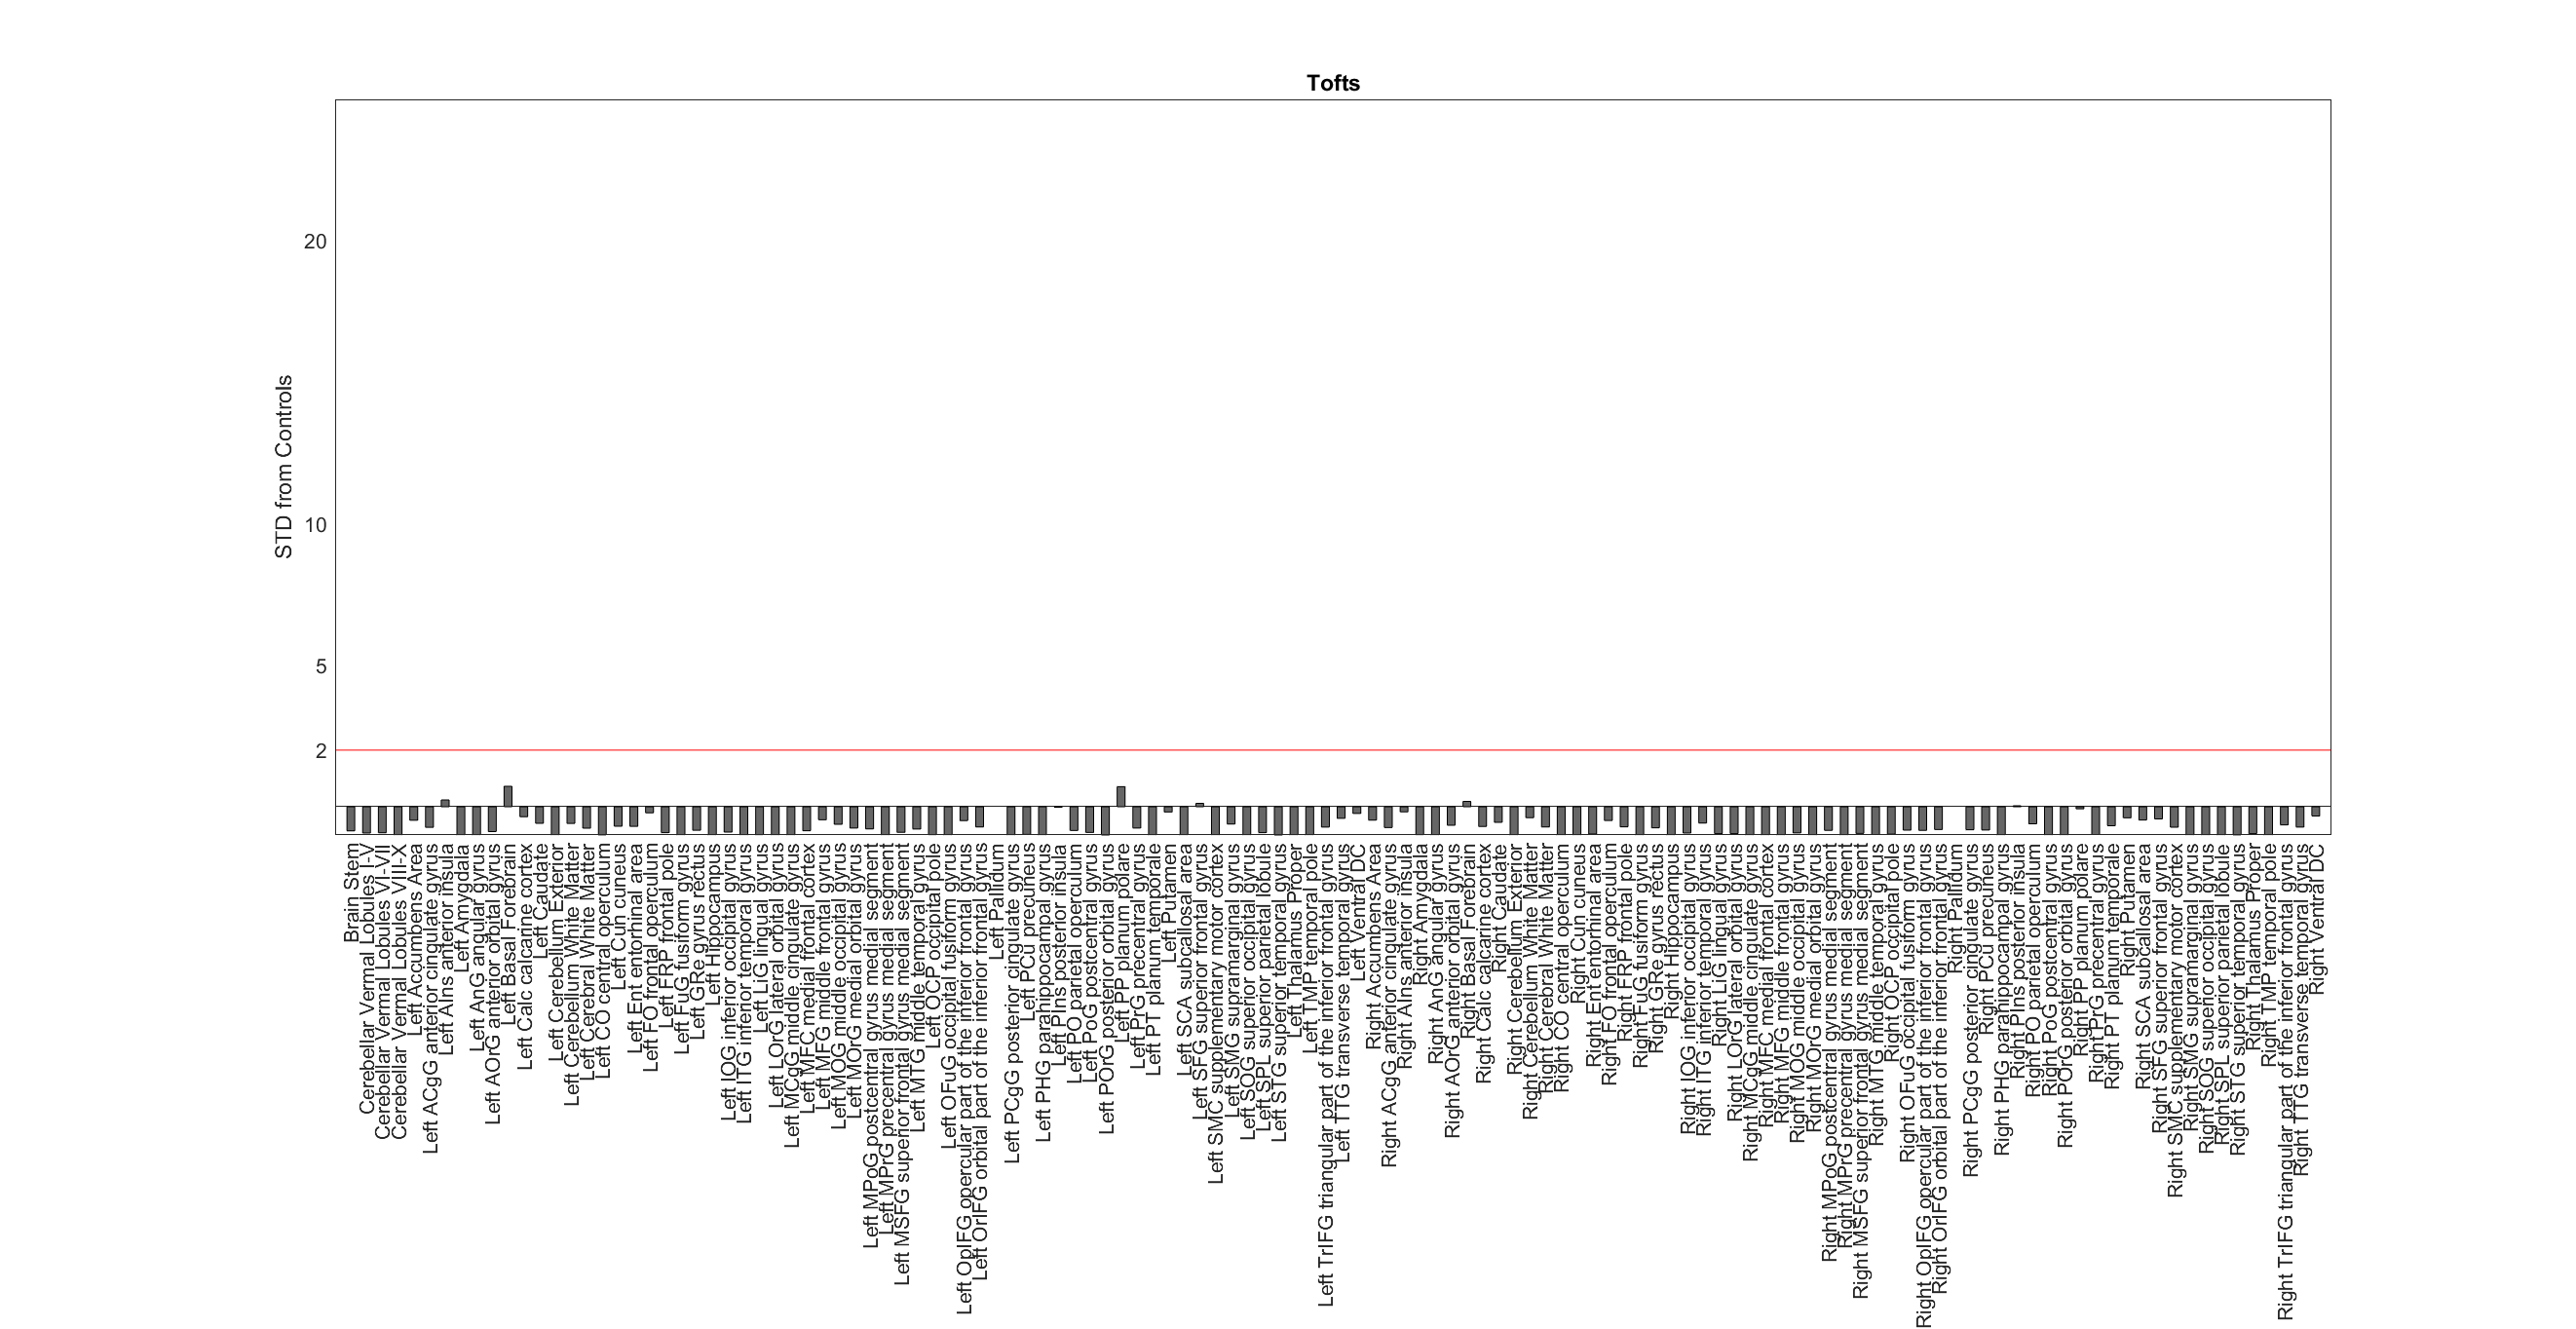 Tofts
STD from Controls
20
10
5
2
Brain Stem
Cerebellar Vermal Lobules I-V
Cerebellar Vermal Lobules VI-VII
Cerebellar Vermal Lobules VIII-X
Left Accumbens Area
Left ACgG anterior cingulate gyrus
Left AIns anterior insula
Left Amygdala
Left AnG angular gyrus
Left AOrG anterior orbital gyrus
Left Basal Forebrain
Left Calc calcarine cortex
Left Caudate
Left Cerebellum Exterior
Left Cerebellum White Matter
Left Cerebral White Matter
Left CO central operculum
Left Cun cuneus
Left Ent entorhinal area
Left FO frontal operculum
Left FRP frontal pole
Left FuG fusiform gyrus
Left GRe gyrus rectus
Left Hippocampus
Left IOG inferior occipital gyrus
Left ITG inferior temporal gyrus
Left LiG lingual gyrus
Left LOrG lateral orbital gyrus
Left MCgG middle cingulate gyrus
Left MFC medial frontal cortex
Left MFG middle frontal gyrus
Left MOG middle occipital gyrus
Left MOrG medial orbital gyrus
Left MPoG postcentral gyrus medial segment
Left MPrG precentral gyrus medial segment
Left MSFG superior frontal gyrus medial segment
Left MTG middle temporal gyrus
Left OCP occipital pole
Left OFuG occipital fusiform gyrus
Left OpIFG opercular part of the inferior frontal gyrus
Left OrIFG orbital part of the inferior frontal gyrus
Left Pallidum
Left PCgG posterior cingulate gyrus
Left PCu precuneus
Left PHG parahippocampal gyrus
Left PIns posterior insula
Left PO parietal operculum
Left PoG postcentral gyrus
Left POrG posterior orbital gyrus
Left PP planum polare
Left PrG precentral gyrus
Left PT planum temporale
Left Putamen
Left SCA subcallosal area
Left SFG superior frontal gyrus
Left SMC supplementary motor cortex
Left SMG supramarginal gyrus
Left SOG superior occipital gyrus
Left SPL superior parietal lobule
Left STG superior temporal gyrus
Left Thalamus Proper
Left TMP temporal pole
Left TrIFG triangular part of the inferior frontal gyrus
Left TTG transverse temporal gyrus
Left Ventral DC
Right Accumbens Area
Right ACgG anterior cingulate gyrus
Right AIns anterior insula
Right Amygdala
Right AnG angular gyrus
Right AOrG anterior orbital gyrus
Right Basal Forebrain
Right Calc calcarine cortex
Right Caudate
Right Cerebellum Exterior
Right Cerebellum White Matter
Right Cerebral White Matter
Right CO central operculum
Right Cun cuneus
Right Ent entorhinal area
Right FO frontal operculum
Right FRP frontal pole
Right FuG fusiform gyrus
Right GRe gyrus rectus
Right Hippocampus
Right IOG inferior occipital gyrus
Right ITG inferior temporal gyrus
Right LiG lingual gyrus
Right LOrG lateral orbital gyrus
Right MCgG middle cingulate gyrus
Right MFC medial frontal cortex
Right MFG middle frontal gyrus
Right MOG middle occipital gyrus
Right MOrG medial orbital gyrus
Right MPoG postcentral gyrus medial segment
Right MPrG precentral gyrus medial segment
Right MSFG superior frontal gyrus medial segment
Right MTG middle temporal gyrus
Right OCP occipital pole
Right OFuG occipital fusiform gyrus
Right OpIFG opercular part of the inferior frontal gyrus
Right OrIFG orbital part of the inferior frontal gyrus
Right Pallidum
Right PCgG posterior cingulate gyrus
Right PCu precuneus
Right PHG parahippocampal gyrus
Right PIns posterior insula
Right PO parietal operculum
Right PoG postcentral gyrus
Right POrG posterior orbital gyrus
Right PP planum polare
Right PrG precentral gyrus
Right PT planum temporale
Right Putamen
Right SCA subcallosal area
Right SFG superior frontal gyrus
Right SMC supplementary motor cortex
Right SMG supramarginal gyrus
Right SOG superior occipital gyrus
Right SPL superior parietal lobule
Right STG superior temporal gyrus
Right Thalamus Proper
Right TMP temporal pole
Right TrIFG triangular part of the inferior frontal gyrus
Right TTG transverse temporal gyrus
Right Ventral DC